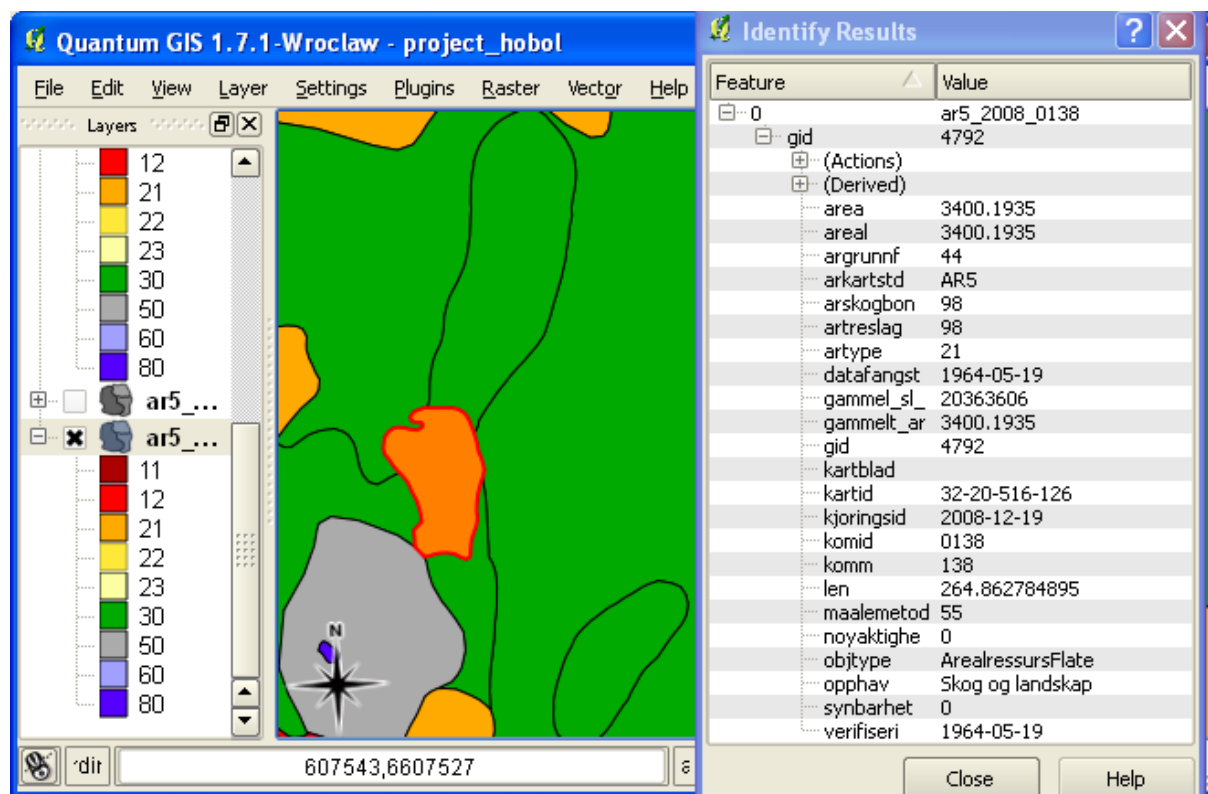 Quantum GIS 1.7.1-Wroclaw - project_hobol
File Edit View Layer Settings Plugins Raster Vector Help
Layers
12
21
22
23
30
50
60
80
ar5_...
ar5_...
11
12
21
22
23
30
50
60
80
N
607543,6607527
Identify Results
Feature Value
0 ar5_2008_0138
gid 4792
(Actions)
(Derived)
area 3400.1935
areal 3400.1935
argrunnf 44
arkartstd AR5
arskogbon 98
artreslag 98
artype 21
datafangst 1964-05-19
gammel_sl_ 20363606
gammelt_ar 3400.1935
gid 4792
kartblad
kartid 32-20-516-126
kjoringsid 2008-12-19
komid 0138
komm 138
len 264.862784895
maalemetod 55
noyaktighe 0
objtype ArealressursFlate
opphav Skog og landskap
synbarhet 0
verifiseri 1964-05-19
Close Help